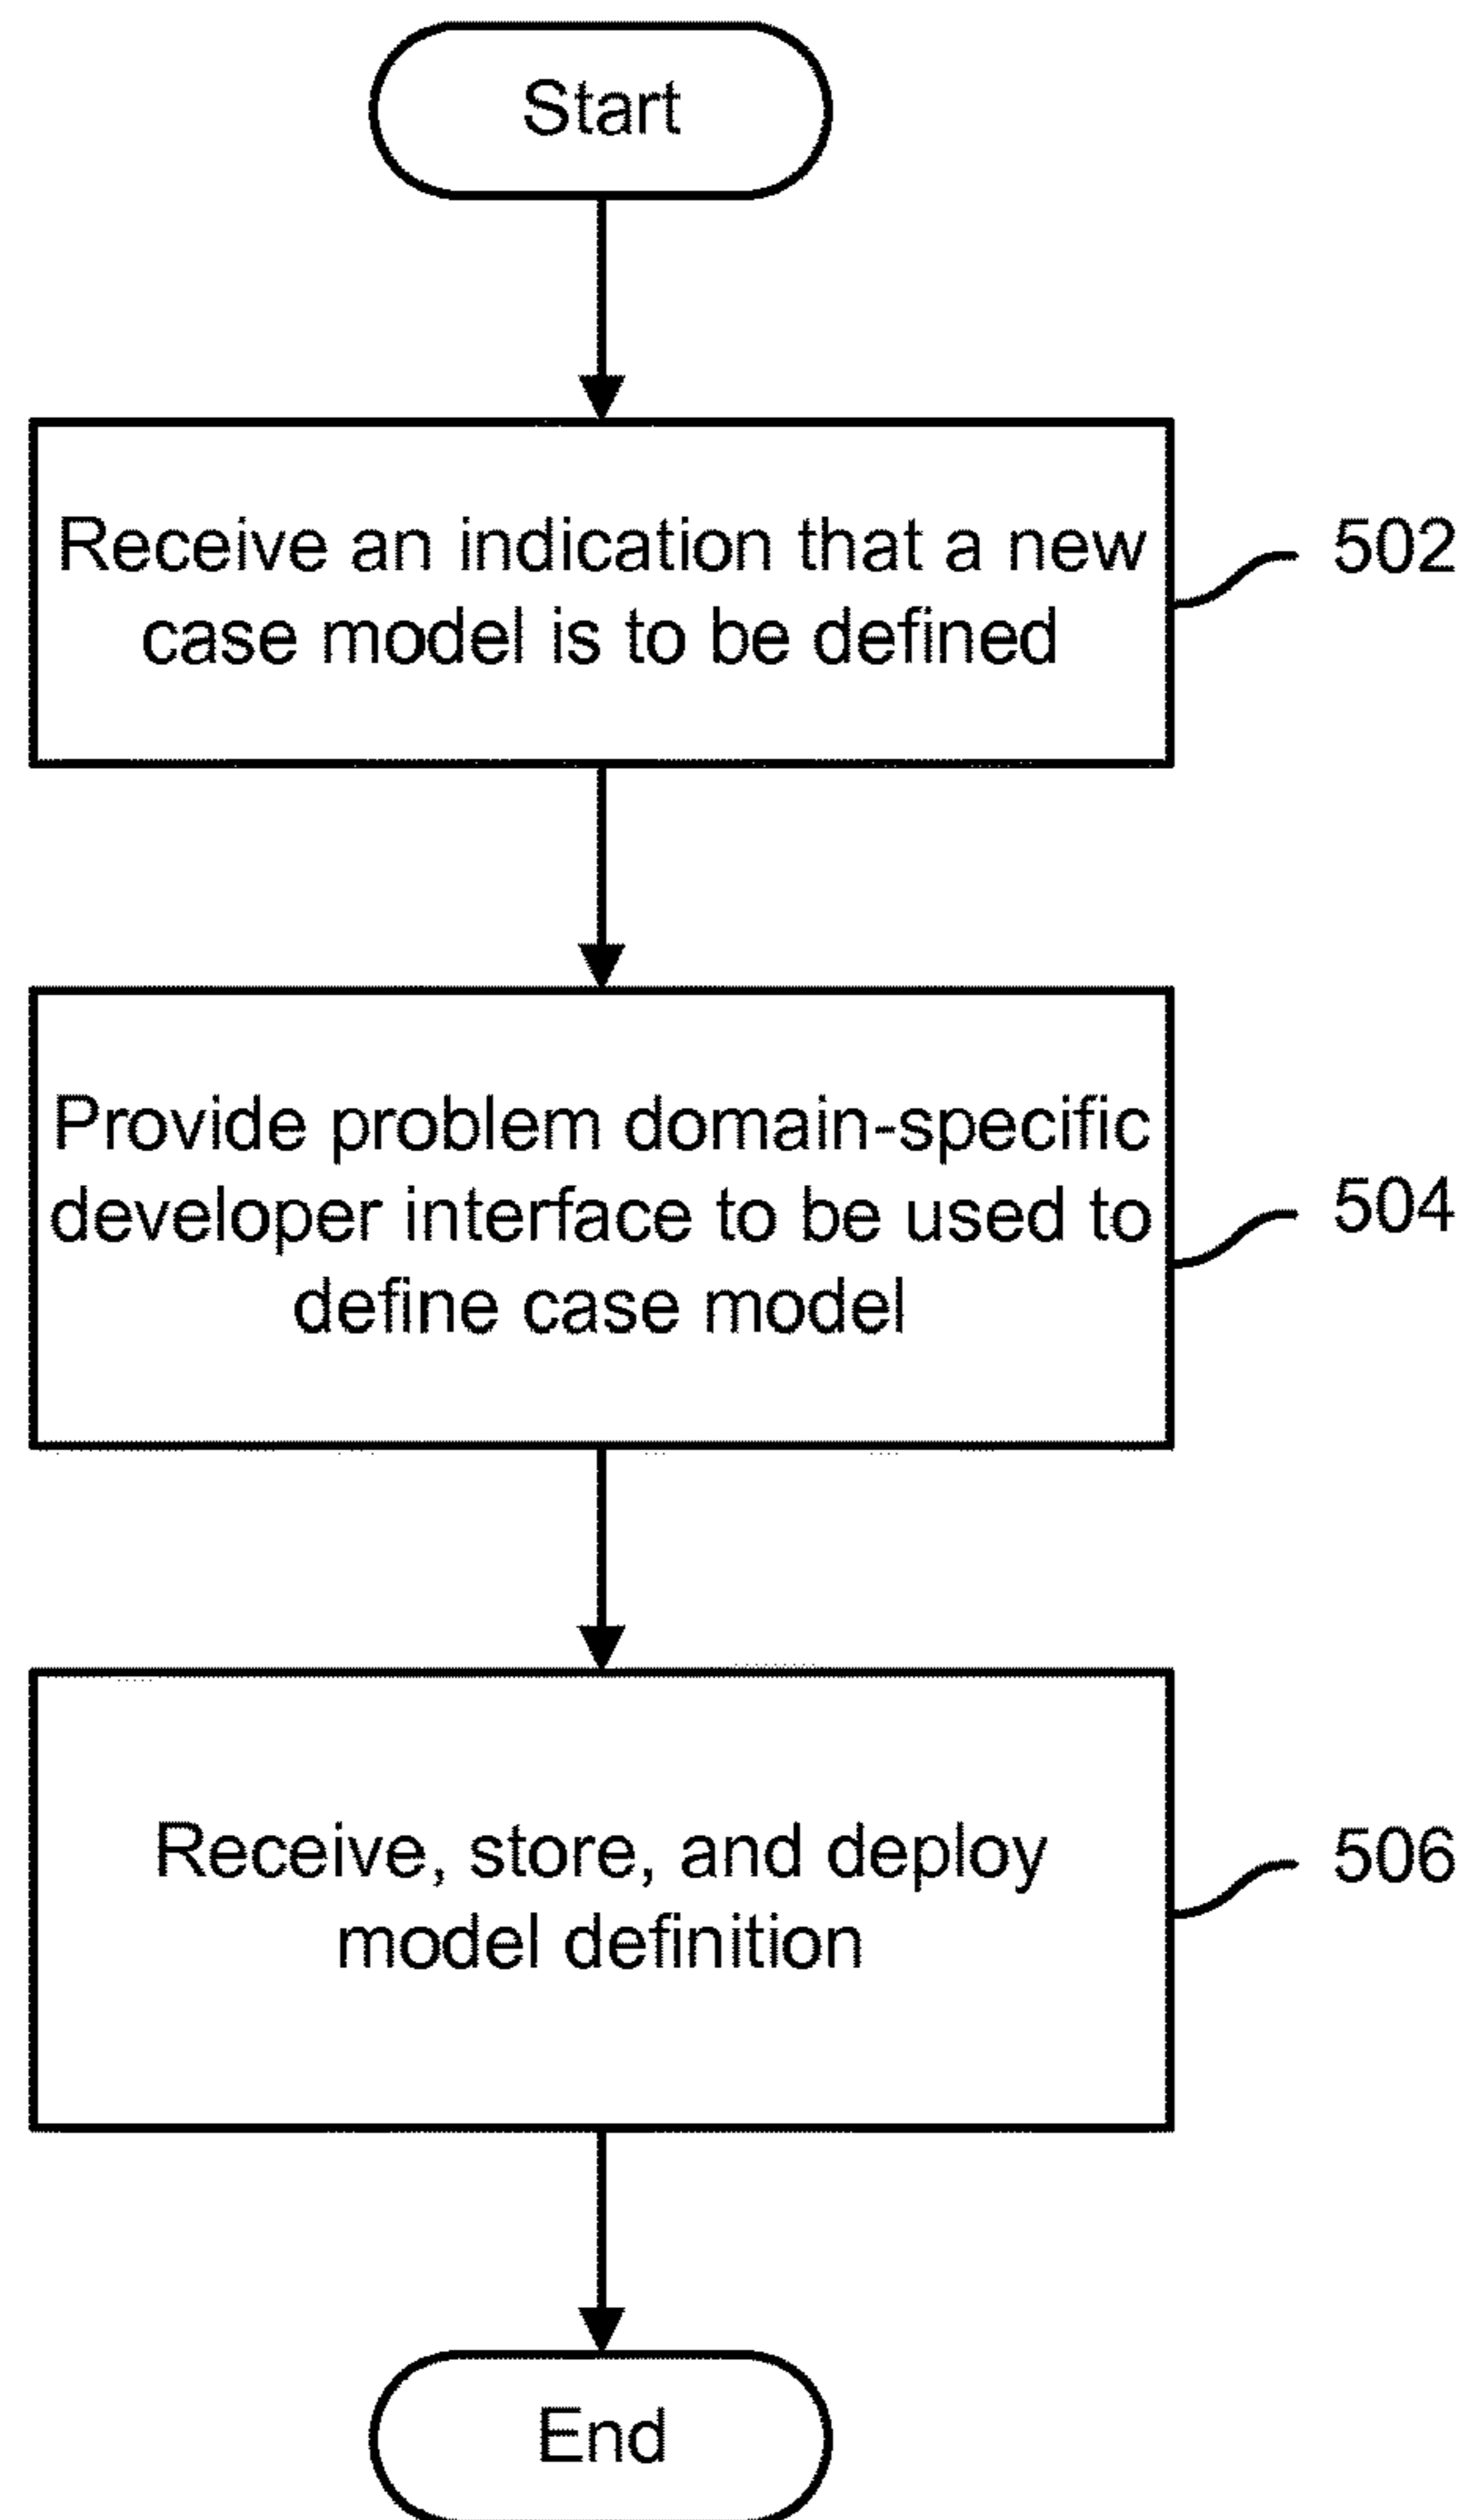 Start
Receive an indication that a new
case model is to be defined
502
Provide problem domain-specific
developer interface to be used to
define case model
504
Receive, store, and deploy
model definition
506
End